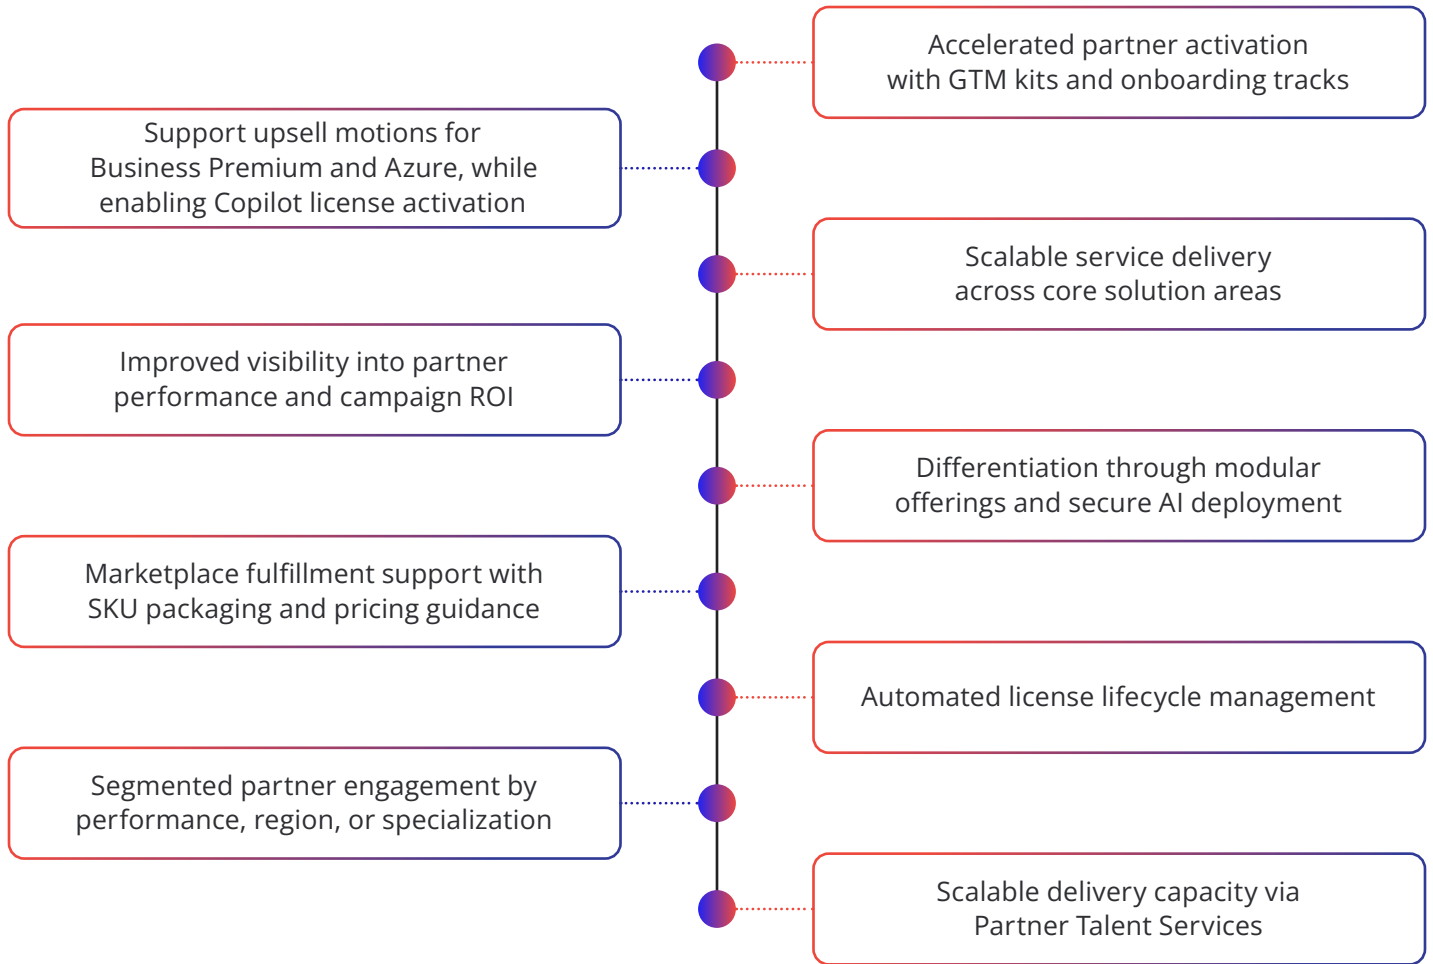 Accelerated partner activation
with GTM kits and onboarding tracks
Support upsell motions for
Business Premium and Azure, while
enabling Copilot license activation
Scalable service delivery
across core solution areas
Improved visibility into partner
performance and campaign ROI
Differentiation through modular
offerings and secure AI deployment
Marketplace fulfillment support with
SKU packaging and pricing guidance
Automated license lifecycle management
Segmented partner engagement by
performance, region, or specialization
Scalable delivery capacity via
Partner Talent Services